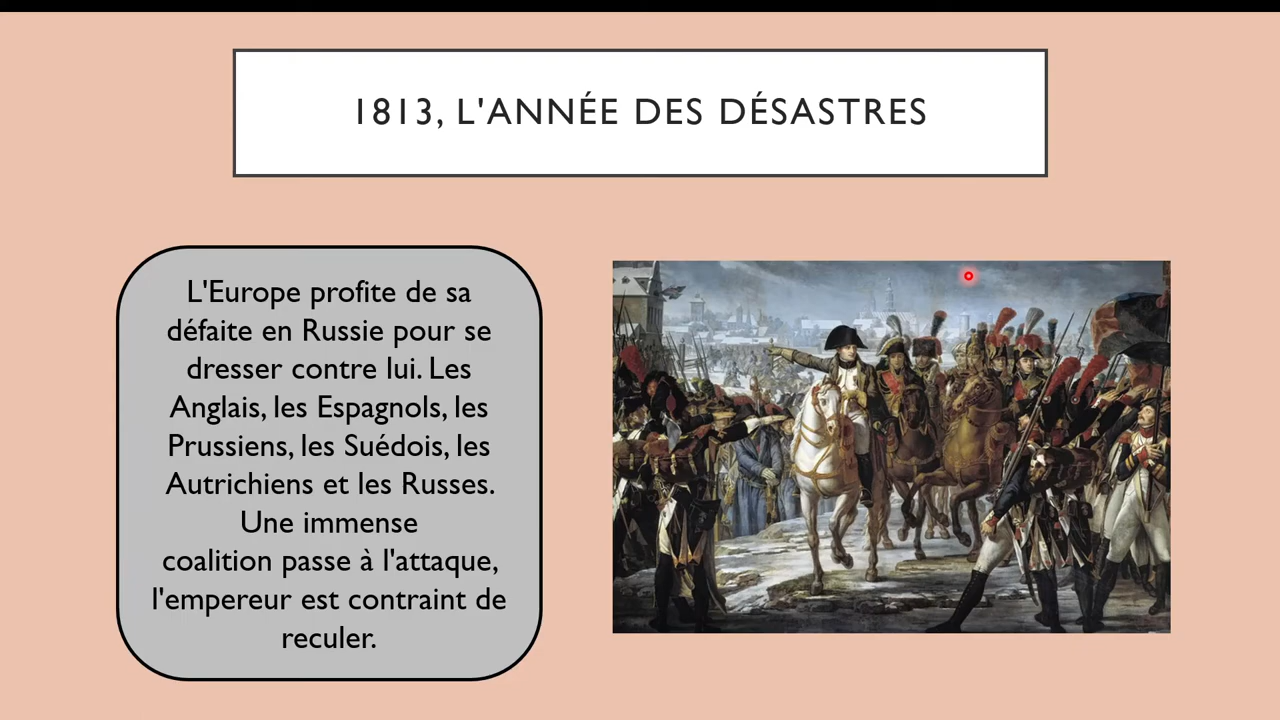 1813, L'ANNÉE DES DÉSASTRES
L'Europe profite de sa
défaite en Russie pour se
dresser contre lui. Les
Anglais, les Espagnols, les
Prussiens, les Suédois, les
Autrichiens et les Russes.
Une immense
coalition passe à l'attaque,
l'empereur est contraint de
reculer.